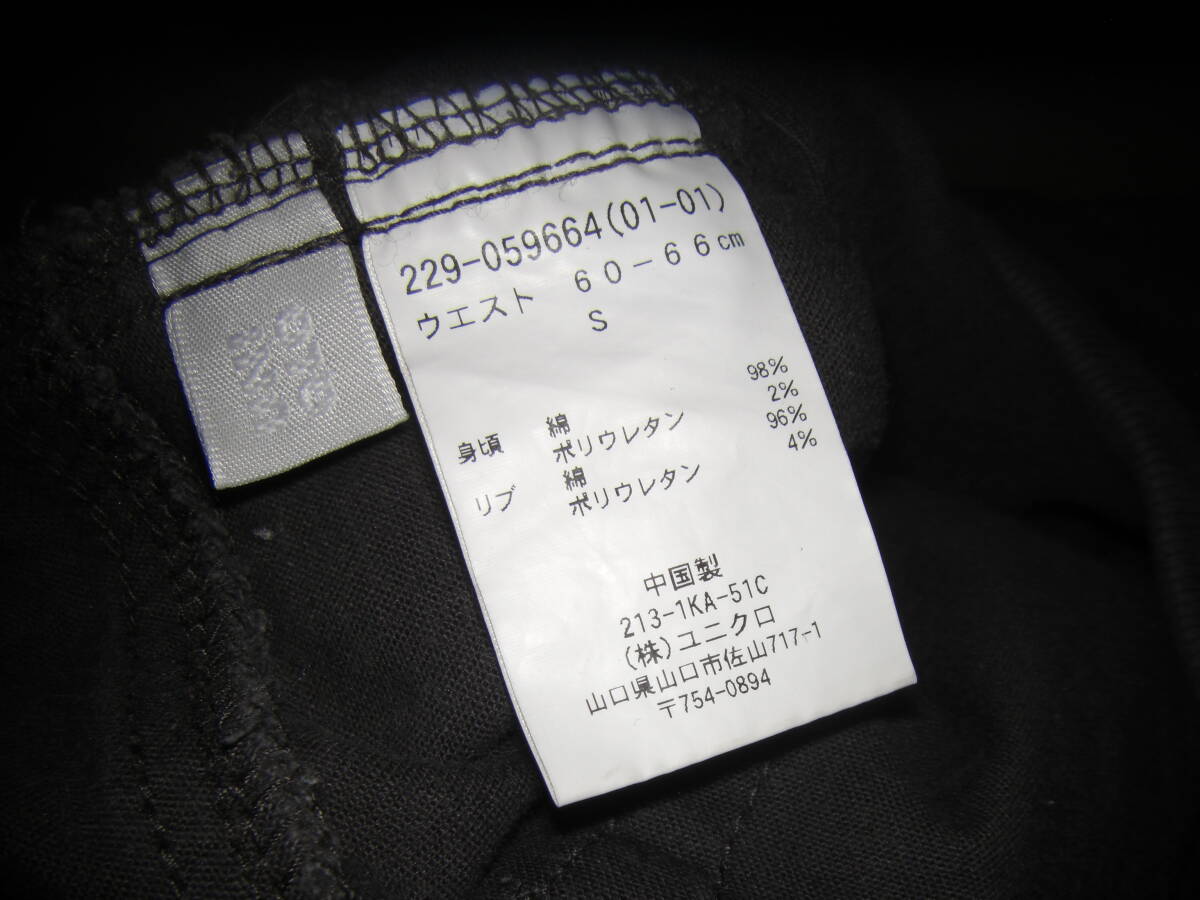 229-059664(01-01)
ウエスト 60-66cm
S
身頃 綿 98%
ポリウレタン 2%
リブ 綿 96%
ポリウレタン 4%
中国製
213-1KA-51C
(株)ユニクロ
山口県山口市佐山717-1
〒754-0894